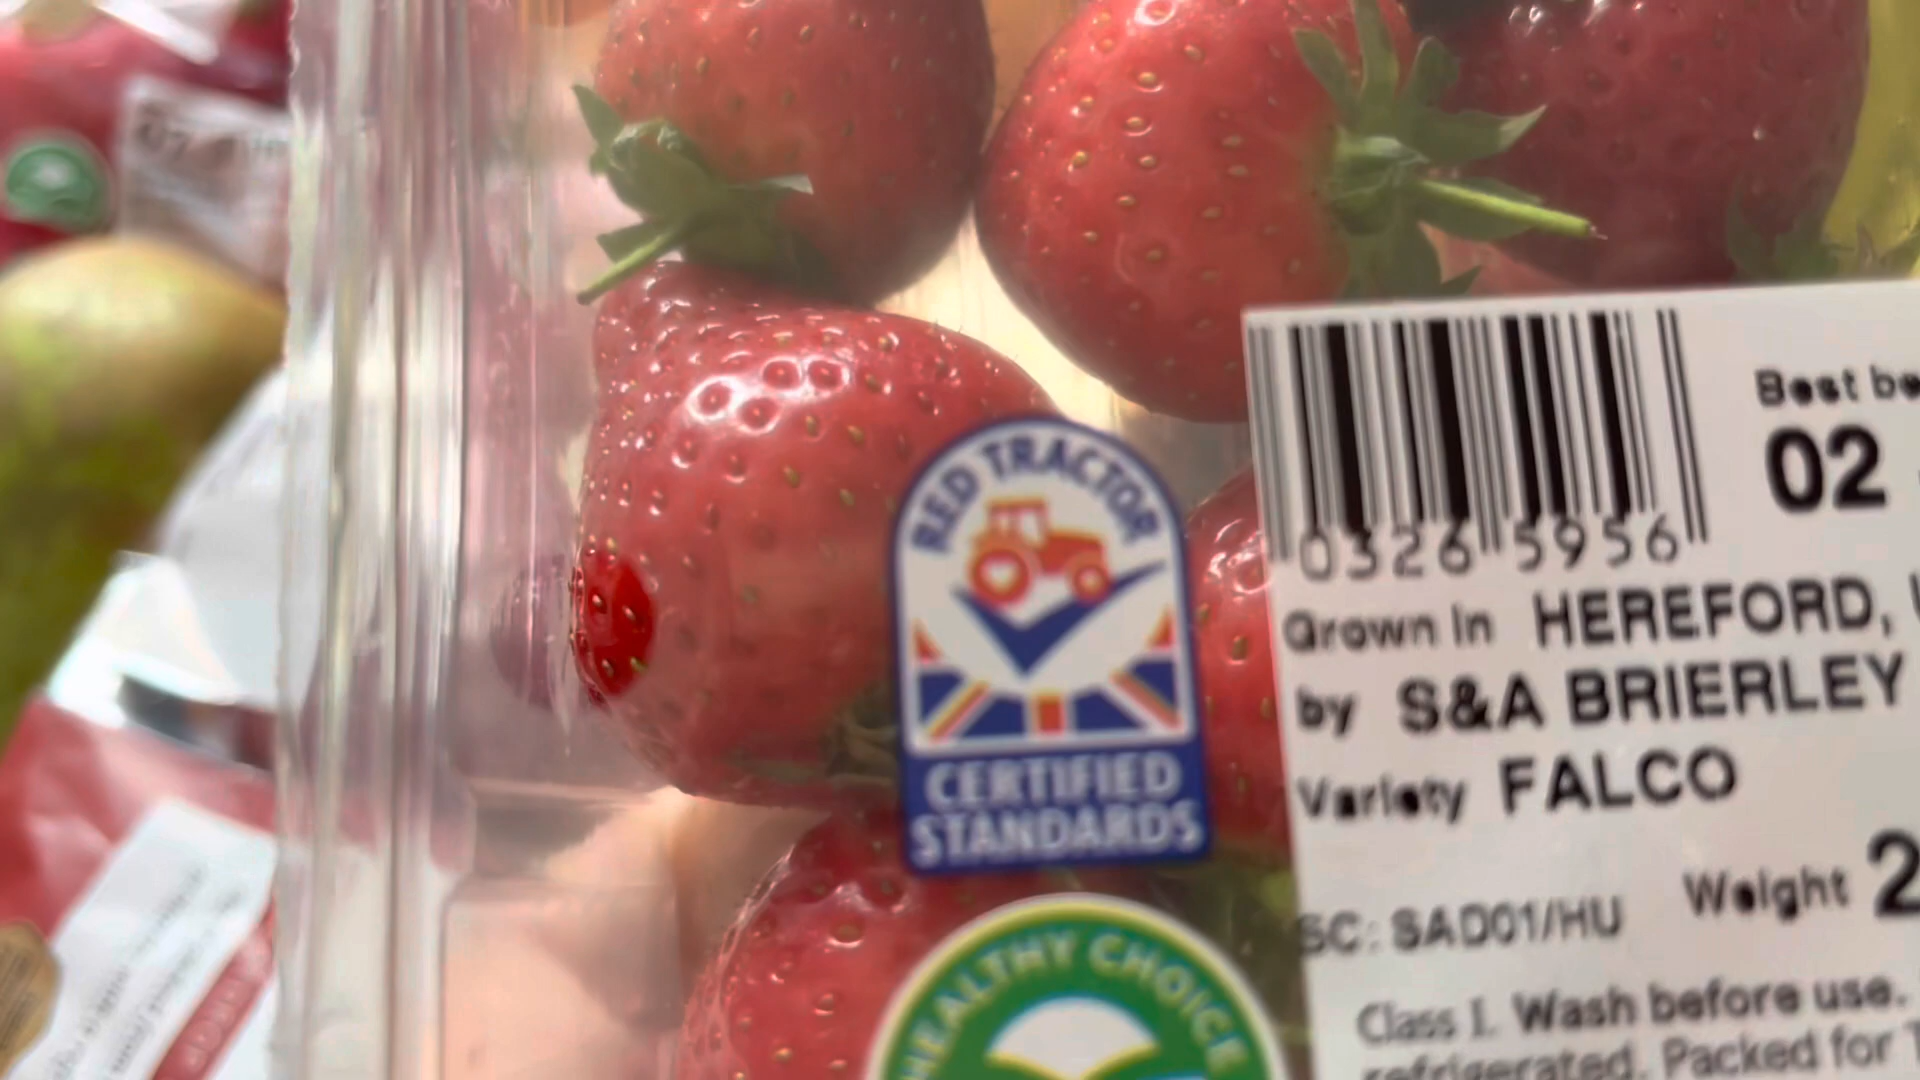 RED TRACTOR
CERTIFIED
STANDARDS
HEALTHY CHOICE
Best
02
0326 5956
Grown in HEREFORD,
by S&A BRIERLEY
Variety FALCO
SC: SAD01/HU Weight 2
Class I. Wash before use.
refrigerated. Packed for